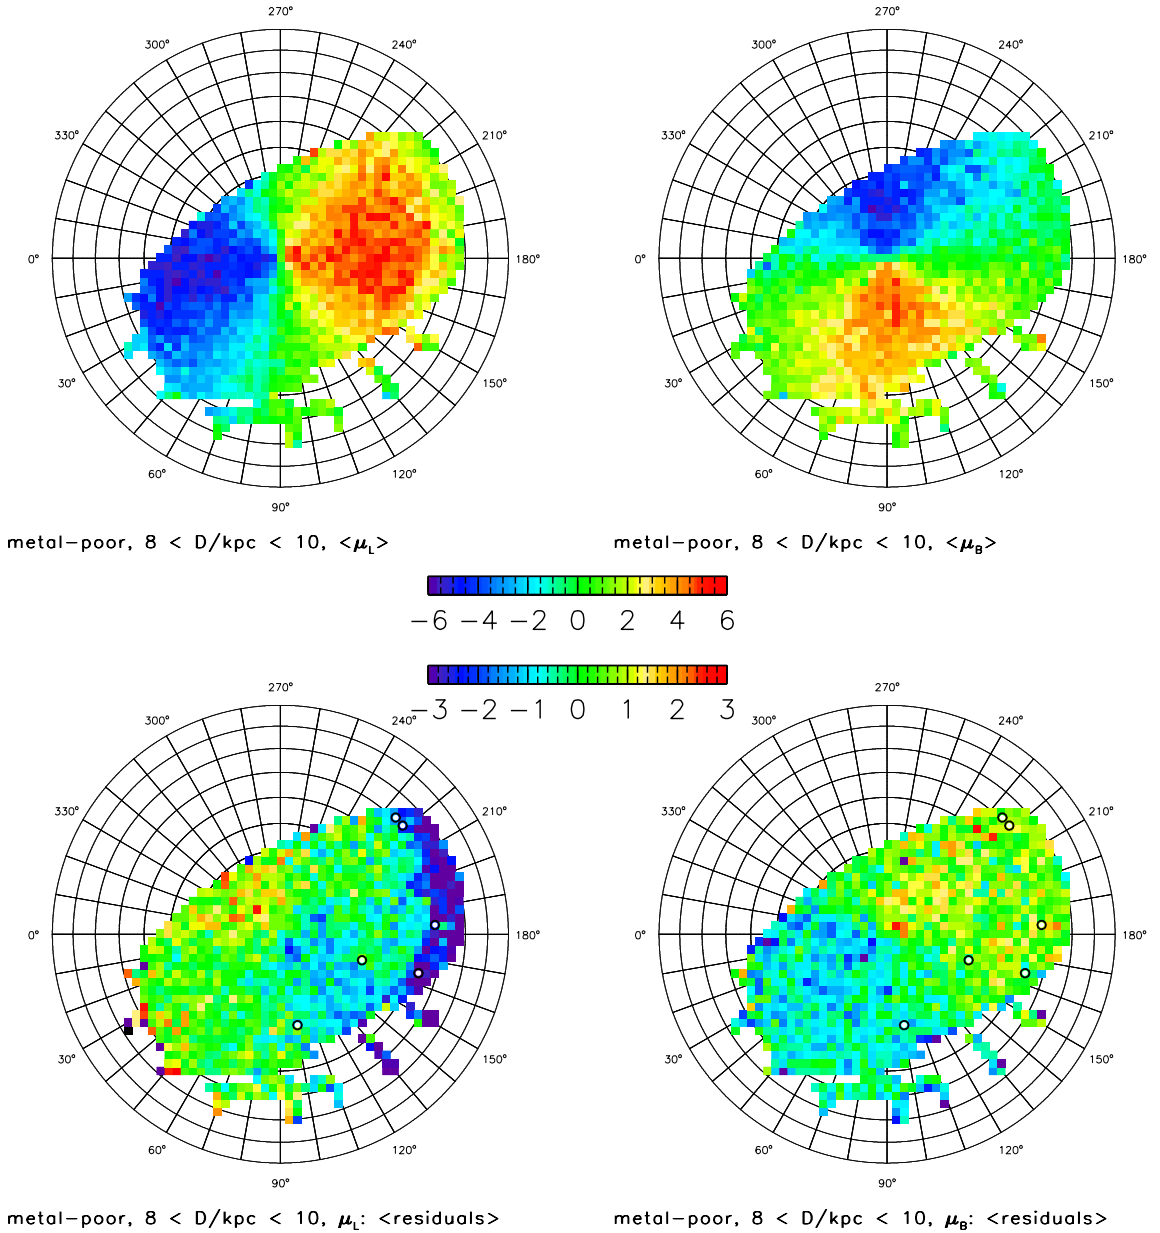 270° 270°
300° 240° 300° 240°
330° 210° 330° 210°
0° 180° 0° 180°
30° 150° 30° 150°
60° 120° 60° 120°
90° 90°
metal-poor, 8 < D/kpc < 10, <μL>
metal-poor, 8 < D/kpc < 10, <μB>
-6 -4 -2 0 2 4 6
-3 -2 -1 0 1 2 3
270° 270°
300° 240° 300° 240°
330° 210° 330° 210°
0° 180° 0° 180°
30° 150° 30° 150°
60° 120° 60° 120°
90° 90°
metal-poor, 8 < D/kpc < 10, μL: <residuals>
metal-poor, 8 < D/kpc < 10, μB: <residuals>